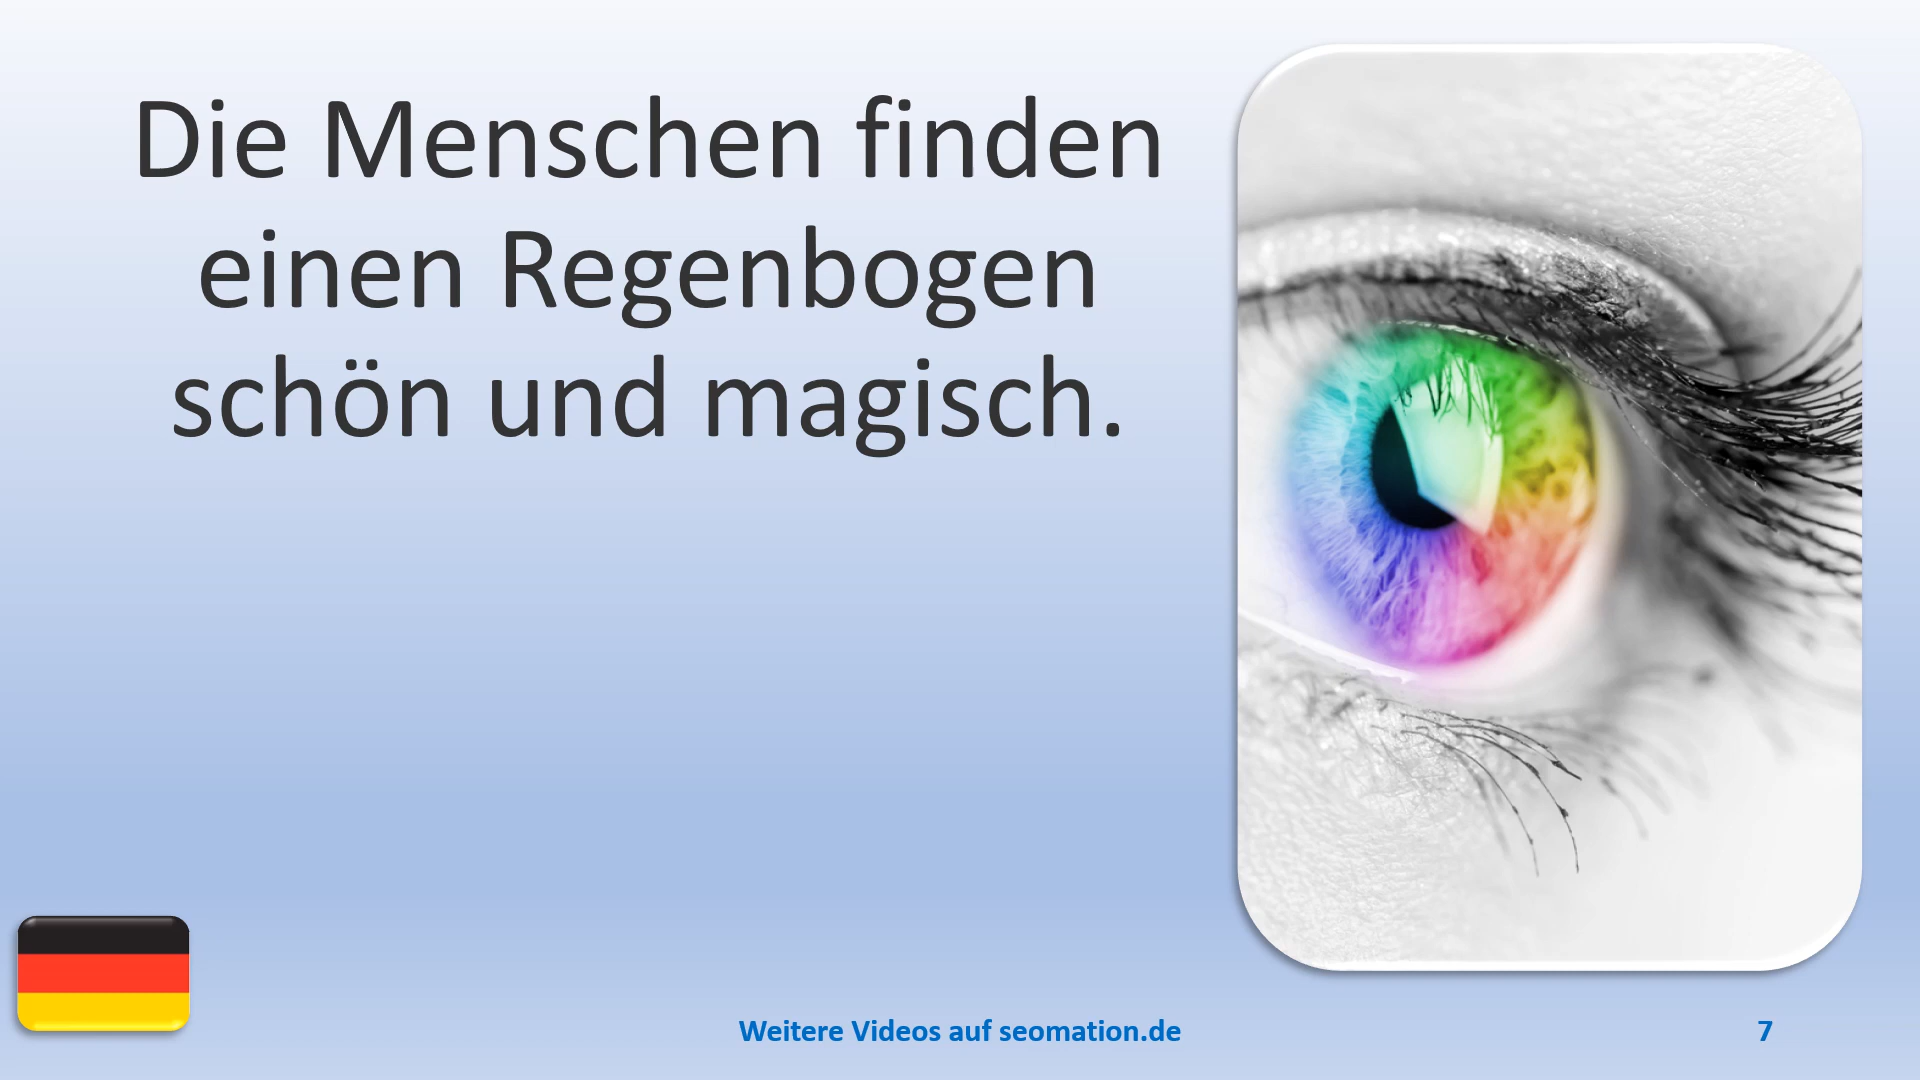 Die Menschen finden
einen Regenbogen
schön und magisch.
Weitere Videos auf seomation.de
7